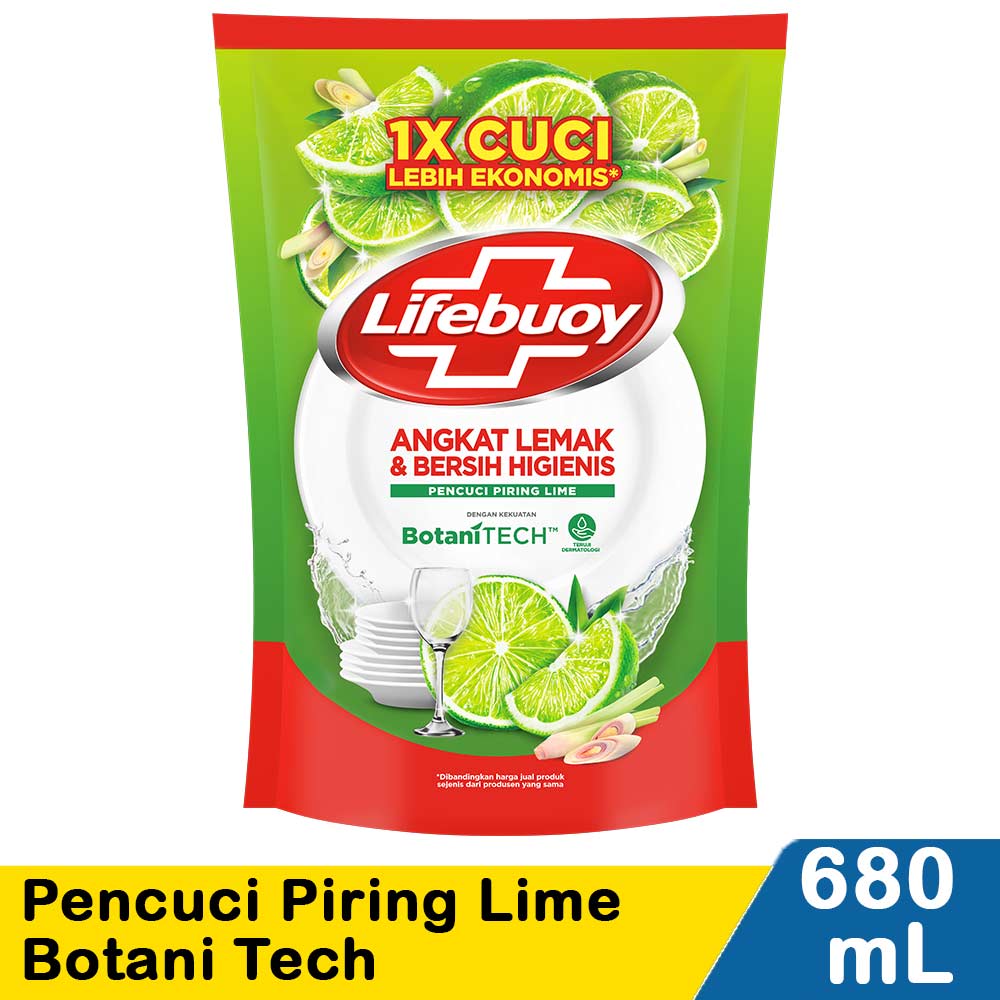 1X CUCI
LEBIH EKONOMIS*
Lifebuoy
ANGKAT LEMAK
& BERSIH HIGIENIS
PENCUCI PIRING LIME
DENGAN KEKUATAN
BotaniTECH™
TERUJI
DERMATOLOGI
*Dibandingkan harga jual produk
sejenis dari produsen yang sama
Pencuci Piring Lime
Botani Tech
680
mL